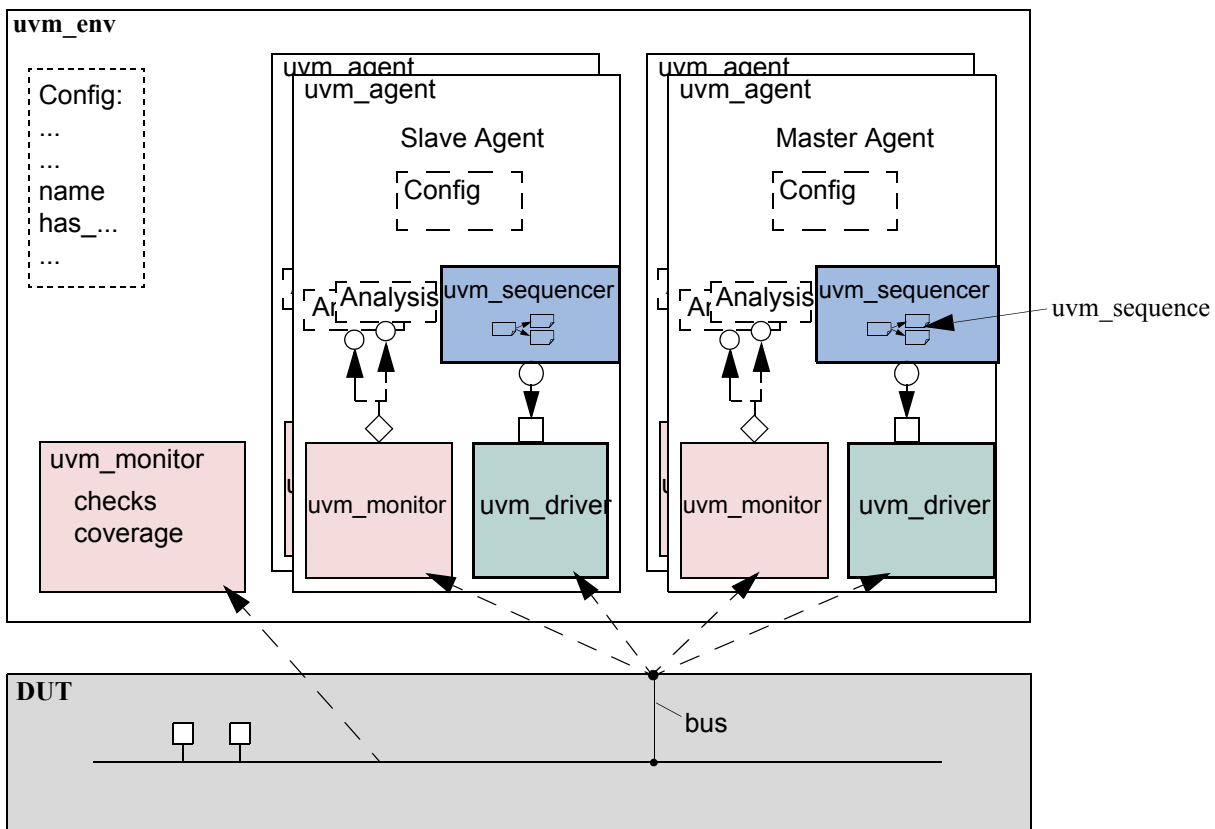 uvm_env
Config:
...
...
name
has_...
...
uvm_agent
uvm_agent
Slave Agent
Config
Analysis
uvm_sequencer
uvm_monitor
uvm_driver
uvm_agent
uvm_agent
Master Agent
Config
Analysis
uvm_sequencer
uvm_monitor
uvm_driver
uvm_sequence
uvm_monitor
checks
coverage
DUT
bus